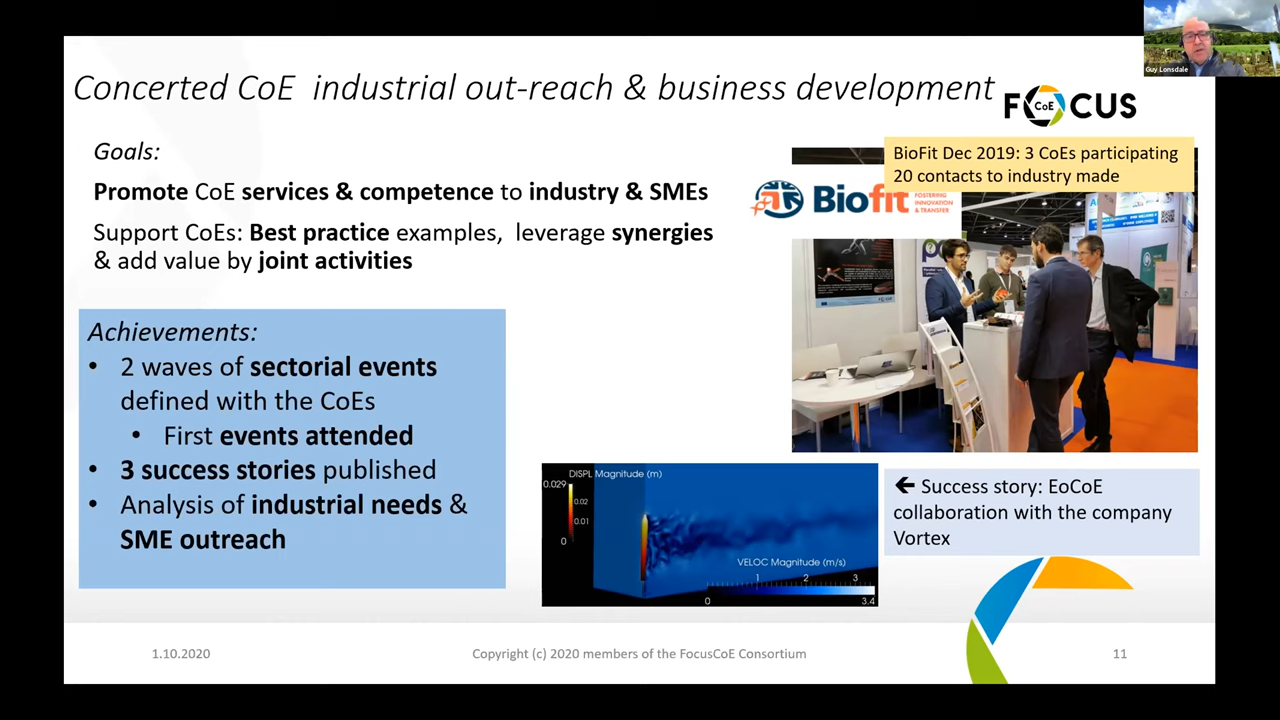 Guy Lonsdale
Concerted CoE industrial out-reach & business development
FOCUS
CoE
Goals:
Promote CoE services & competence to industry & SMEs
Support CoEs: Best practice examples, leverage synergies
& add value by joint activities
BioFit Dec 2019: 3 CoEs participating
20 contacts to industry made
Biofit
FOSTERING
INNOVATION
& TRANSFER
Achievements:
• 2 waves of sectorial events
defined with the CoEs
• First events attended
• 3 success stories published
• Analysis of industrial needs &
SME outreach
DISPL Magnitude (m)
0.029
0.02
0.01
0
VELOC Magnitude (m/s)
1 2 3
0 3.4
🡸 Success story: EoCoE
collaboration with the company
Vortex
1.10.2020
Copyright (c) 2020 members of the FocusCoE Consortium
11